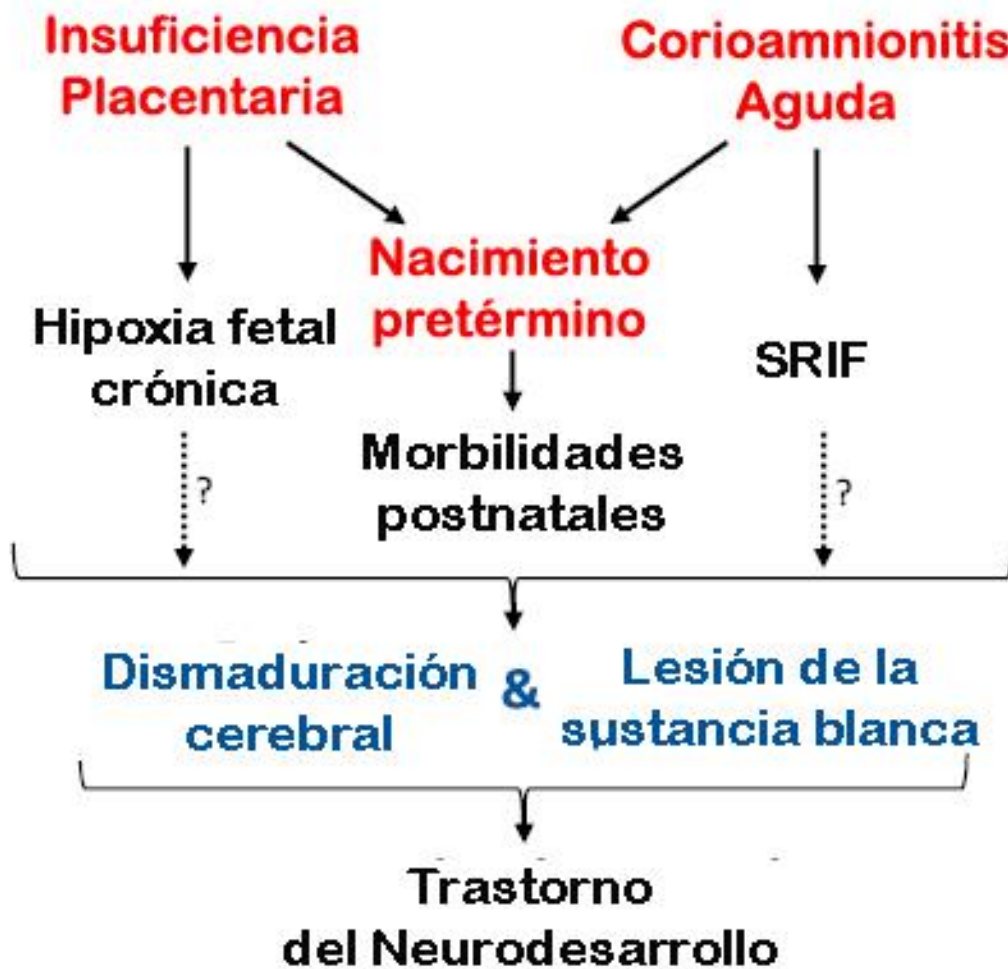 Insuficiencia
Placentaria
Corioamnionitis
Aguda
Nacimiento
pretérmino
Hipoxia fetal
crónica
SRIF
Morbilidades
postnatales
?
?
Dismaduración
cerebral
&
Lesión de la
sustancia blanca
Trastorno
del Neurodesarrollo